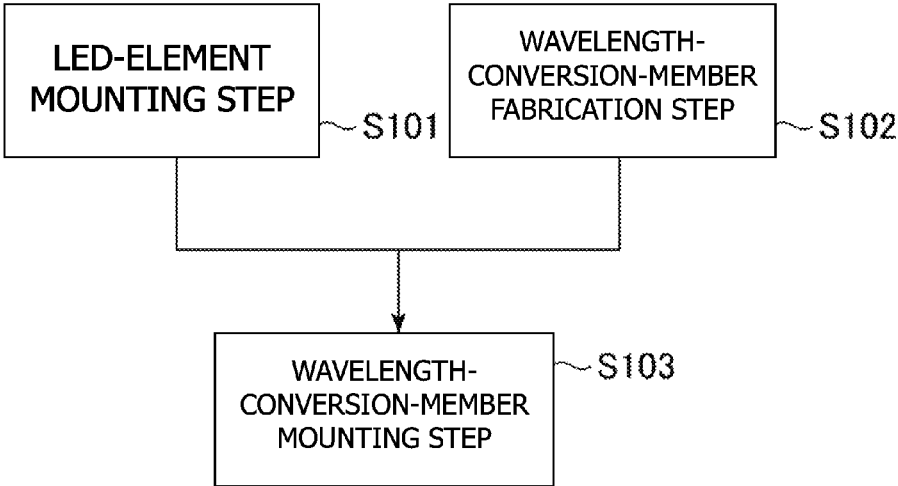 LED-ELEMENT
MOUNTING STEP
S101
WAVELENGTH-
CONVERSION-MEMBER
FABRICATION STEP
S102
WAVELENGTH-
CONVERSION-MEMBER
MOUNTING STEP
S103